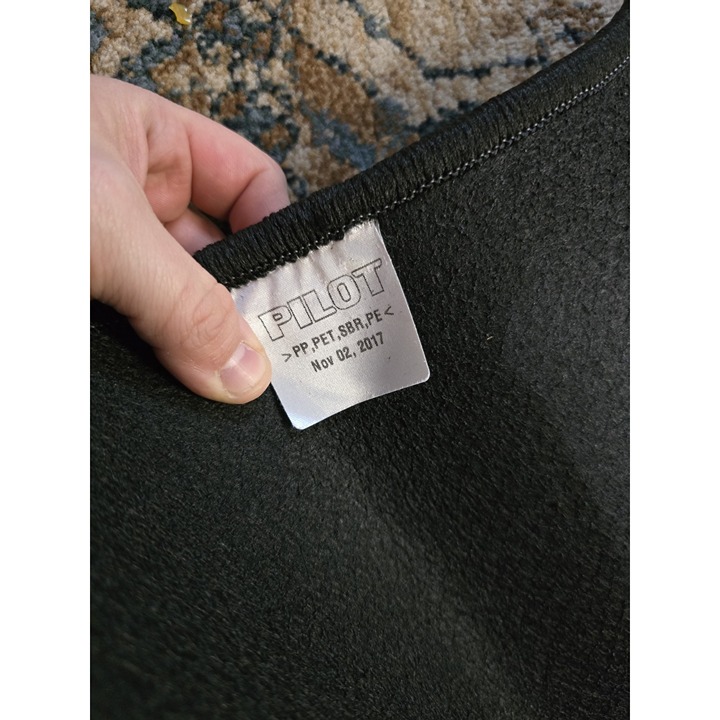 PILOT
>PP,PET,SBR,PE<
Nov 02, 2017